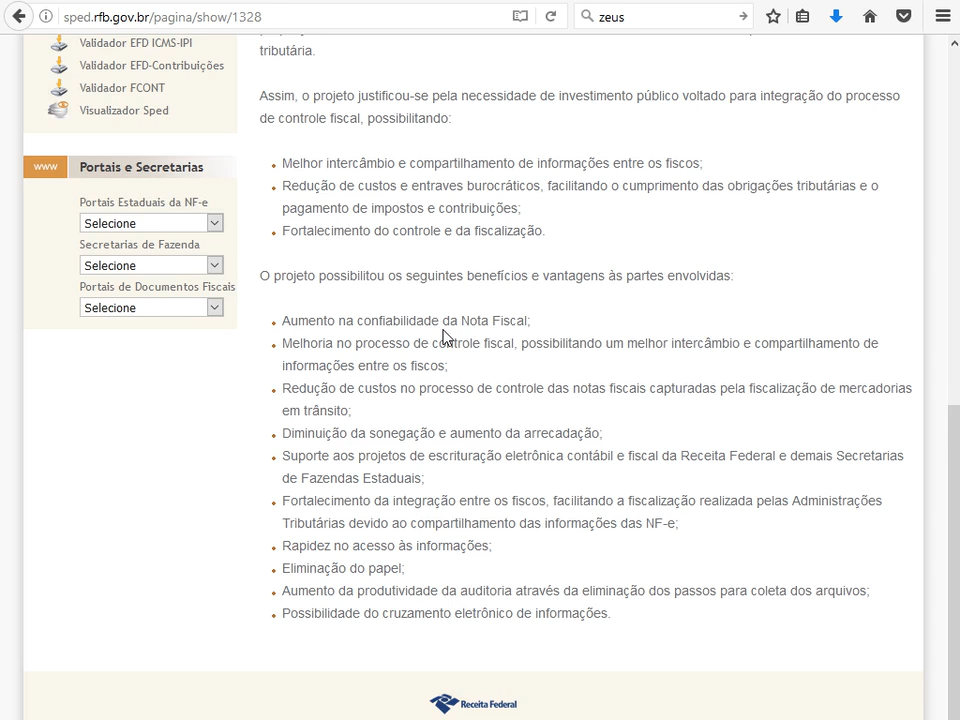 sped.rfb.gov.br/pagina/show/1328
zeus
Validador EFD ICMS-IPI
Validador EFD-Contribuições
Validador FCONT
Visualizador Sped
www
Portais e Secretarias
Portais Estaduais da NF-e
Selecione
Secretarias de Fazenda
Selecione
Portais de Documentos Fiscais
Selecione
tributária.
Assim, o projeto justificou-se pela necessidade de investimento público voltado para integração do processo
de controle fiscal, possibilitando:
Melhor intercâmbio e compartilhamento de informações entre os fiscos;
Redução de custos e entraves burocráticos, facilitando o cumprimento das obrigações tributárias e o
pagamento de impostos e contribuições;
Fortalecimento do controle e da fiscalização.
O projeto possibilitou os seguintes benefícios e vantagens às partes envolvidas:
Aumento na confiabilidade da Nota Fiscal;
Melhoria no processo de controle fiscal, possibilitando um melhor intercâmbio e compartilhamento de
informações entre os fiscos;
Redução de custos no processo de controle das notas fiscais capturadas pela fiscalização de mercadorias
em trânsito;
Diminuição da sonegação e aumento da arrecadação;
Suporte aos projetos de escrituração eletrônica contábil e fiscal da Receita Federal e demais Secretarias
de Fazendas Estaduais;
Fortalecimento da integração entre os fiscos, facilitando a fiscalização realizada pelas Administrações
Tributárias devido ao compartilhamento das informações das NF-e;
Rapidez no acesso às informações;
Eliminação do papel;
Aumento da produtividade da auditoria através da eliminação dos passos para coleta dos arquivos;
Possibilidade do cruzamento eletrônico de informações.
Receita Federal